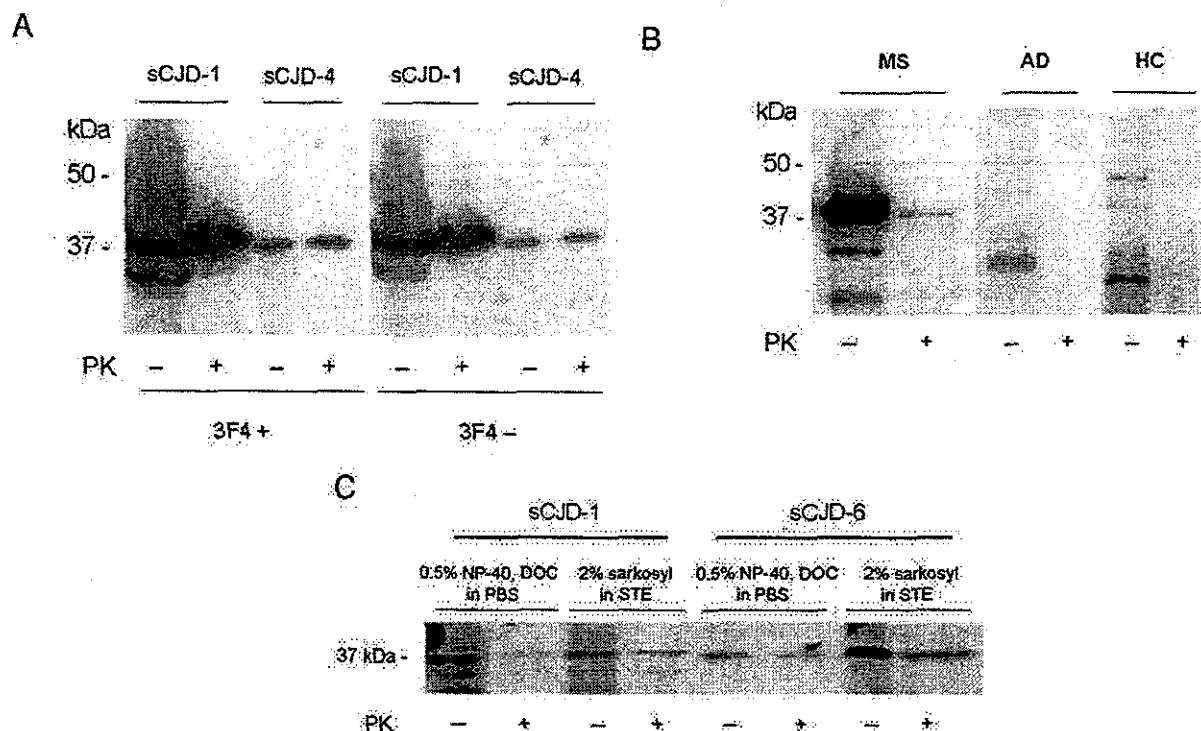 A
sCJD-1 sCJD-4 sCJD-1 sCJD-4
kDa
50 -
37 -
PK - + - + - + - +
3F4 + 3F4 -
B
MS AD HC
kDa
50 -
37 -
PK - + - + - +
C
sCJD-1 sCJD-6
0.5% NP-40, DOC in PBS 2% sarkosyl in STE 0.5% NP-40, DOC in PBS 2% sarkosyl in STE
37 kDa -
PK - + - + - + - +